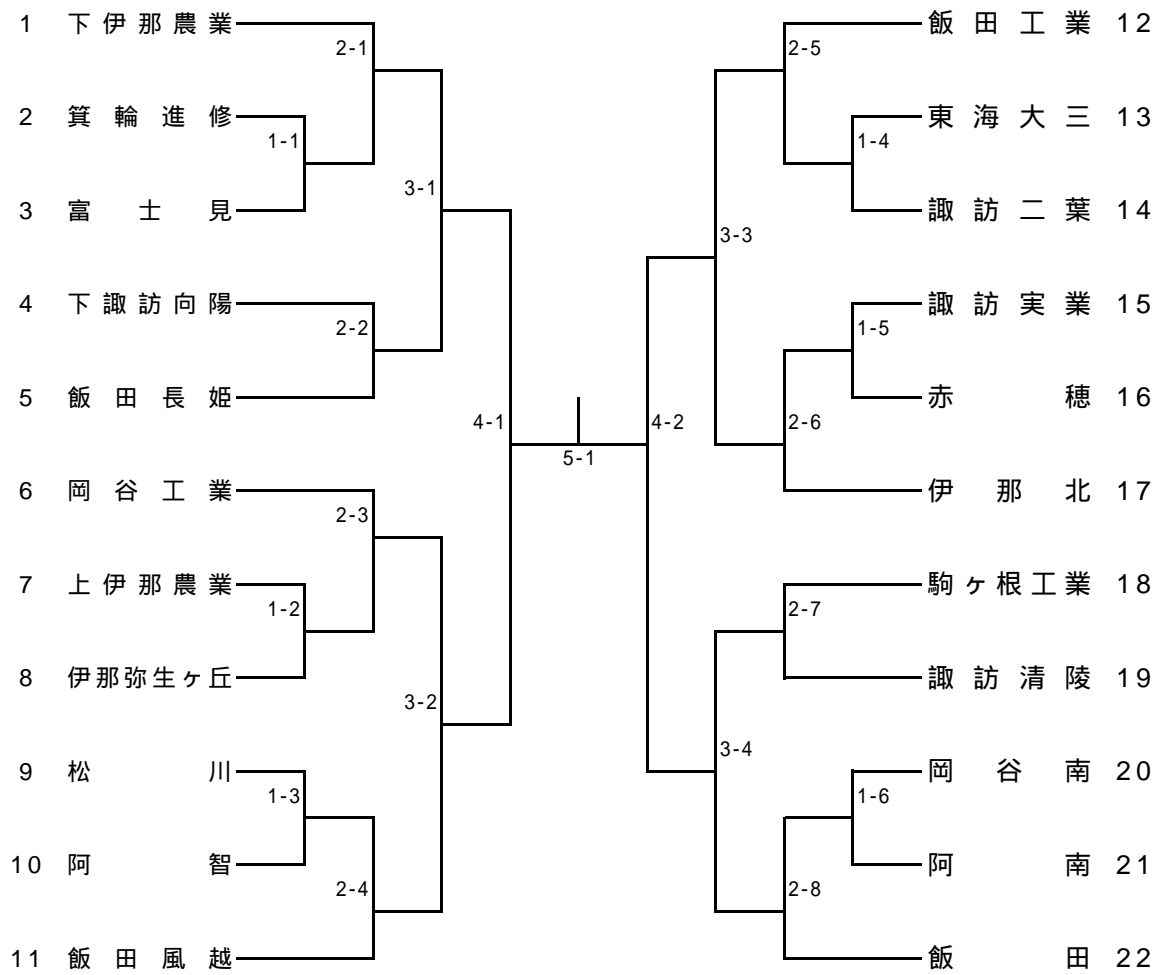 1 下伊那農業
2-1
2 箕輪進修
1-1
3 富士見
3-1
4 下諏訪向陽
2-2
5 飯田長姫
4-1
6 岡谷工業
2-3
7 上伊那農業
1-2
8 伊那弥生ヶ丘
3-2
9 松川
1-3
10 阿智
2-4
11 飯田風越
5-1
飯田工業 12
2-5
東海大三 13
1-4
諏訪二葉 14
3-3
諏訪実業 15
1-5
赤穂 16
2-6
4-2
伊那北 17
駒ヶ根工業 18
2-7
諏訪清陵 19
3-4
岡谷南 20
1-6
阿南 21
2-8
飯田 22